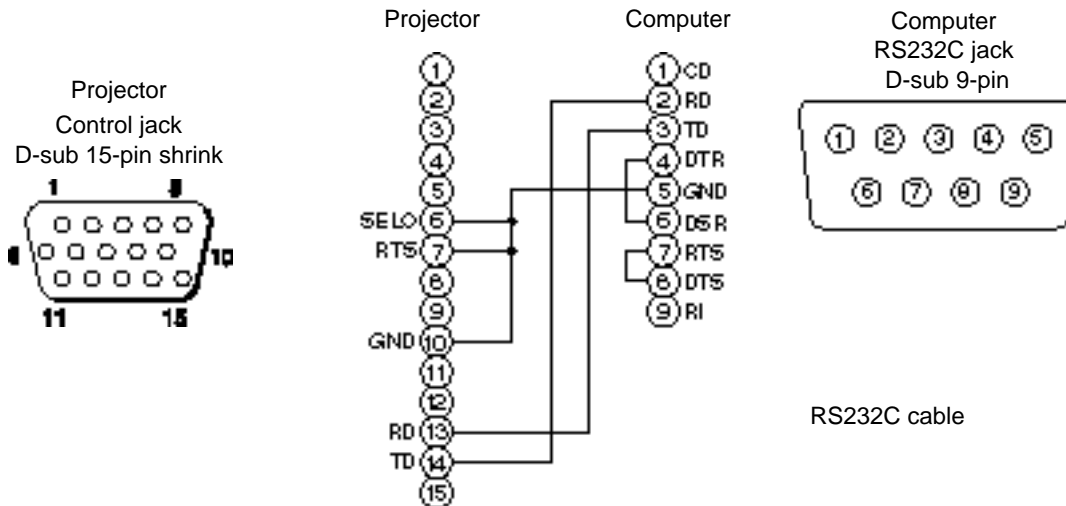 Projector
Control jack
D-sub 15-pin shrink
1 5
6 10
11 15
Projector
1
2
3
4
5
SELO 6
RTS 7
8
9
GND 10
11
12
RD 13
TD 14
15
Computer
1 CD
2 RD
3 TD
4 DTR
5 GND
6 DSR
7 RTS
8 DTS
9 RI
Computer
RS232C jack
D-sub 9-pin
1 2 3 4 5
6 7 8 9
RS232C cable